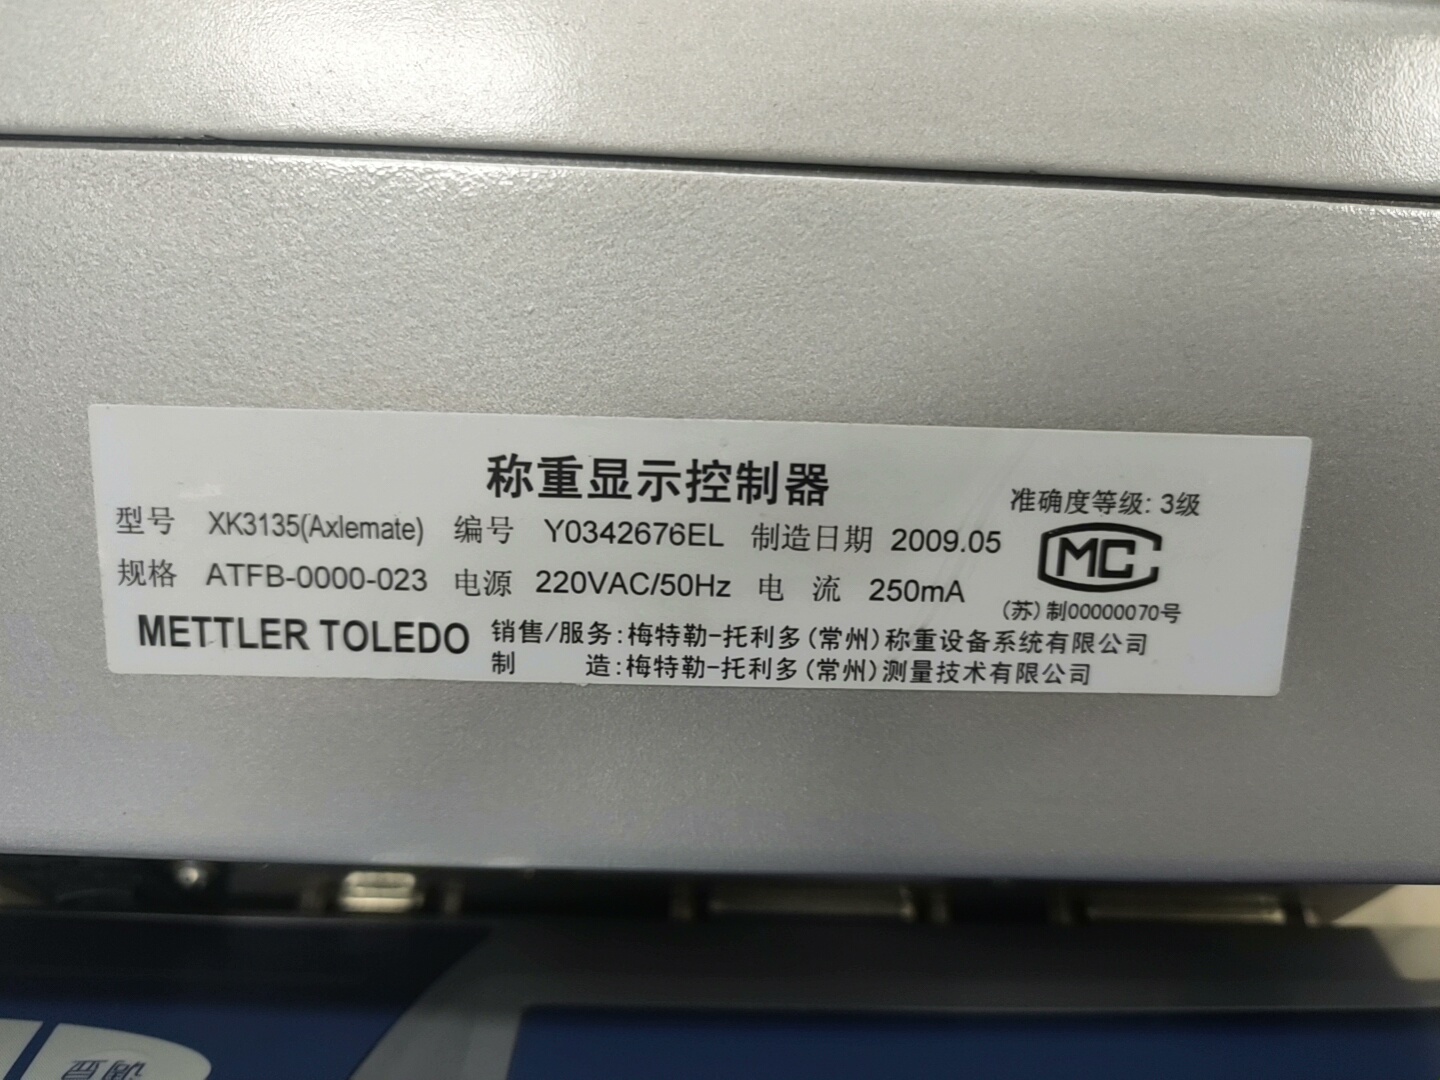 称重显示控制器
准确度等级: 3级
型号 XK3135(Axlemate) 编号 Y0342676EL 制造日期 2009.05
MC
规格 ATFB-0000-023 电源 220VAC/50Hz 电 流 250mA
(苏)制00000070号
METTLER TOLEDO 销售/服务:梅特勒-托利多(常州)称重设备系统有限公司
制 造:梅特勒-托利多(常州)测量技术有限公司